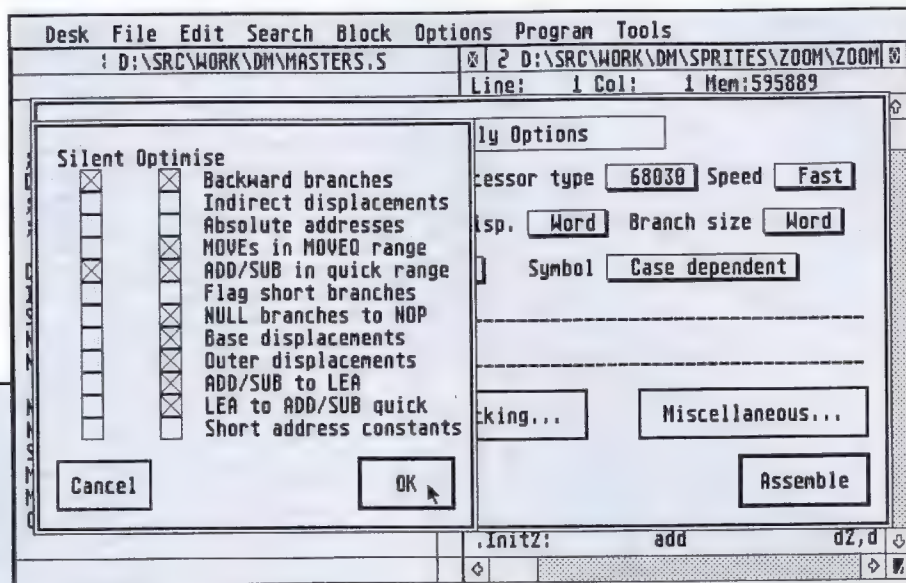 Desk File Edit Search Block Options Program Tools
1 D:\SRC\WORK\DM\MASTERS.S
2 D:\SRC\WORK\DM\SPRITES\ZOOM\ZOOM
Line: 1 Col: 1 Mem:595889
ly Options
Silent Optimise
Backward branches
Indirect displacements
Absolute addresses
MOVEs in MOVEQ range
ADD/SUB in quick range
Flag short branches
NULL branches to NOP
Base displacements
Outer displacements
ADD/SUB to LEA
LEA to ADD/SUB quick
Short address constants
Cancel
OK
cessor type 68030 Speed Fast
isp. Word Branch size Word
Symbol Case dependent
cking...
Miscellaneous...
Assemble
.Init2: add d2,d